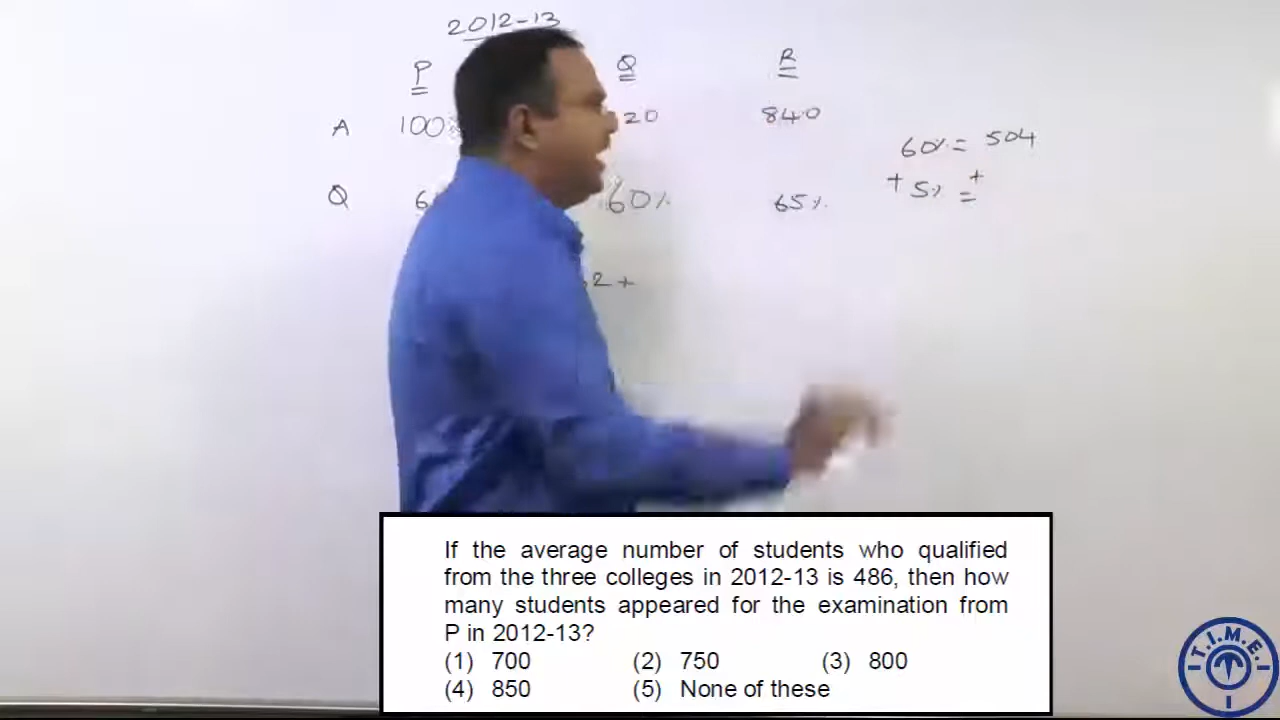 2012-13
P Q R
A 100% 20 840
60% = 504
+ 5% = +
Q 6 60% 65%
2 +
If the average number of students who qualified
from the three colleges in 2012-13 is 486, then how
many students appeared for the examination from
P in 2012-13?
(1) 700 (2) 750 (3) 800
(4) 850 (5) None of these
T.I.M.E.